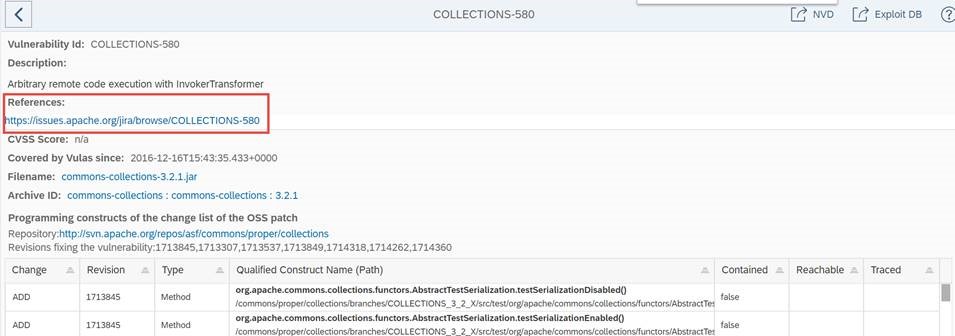 COLLECTIONS-580
NVD
Exploit DB
Vulnerability Id: COLLECTIONS-580
Description:
Arbitrary remote code execution with InvokerTransformer
References:
https://issues.apache.org/jira/browse/COLLECTIONS-580
CVSS Score: n/a
Covered by Vulas since: 2016-12-16T15:43:35.433+0000
Filename: commons-collections-3.2.1.jar
Archive ID: commons-collections : commons-collections : 3.2.1
Programming constructs of the change list of the OSS patch
Repository:http://svn.apache.org/repos/asf/commons/proper/collections
Revisions fixing the vulnerability:1713845,1713307,1713537,1713849,1714318,1714262,1714360
Change Revision Type Qualified Construct Name (Path) Contained Reachable Traced
ADD 1713845 Method org.apache.commons.collections.functors.AbstractTestSerialization.testSerializationDisabled() false
/commons/proper/collections/branches/COLLECTIONS_3_2_X/src/test/org/apache/commons/collections/functors/AbstractTes
ADD 1713845 Method org.apache.commons.collections.functors.AbstractTestSerialization.testSerializationEnabled() false
/commons/proper/collections/branches/COLLECTIONS_3_2_X/src/test/org/apache/commons/collections/functors/AbstractTes